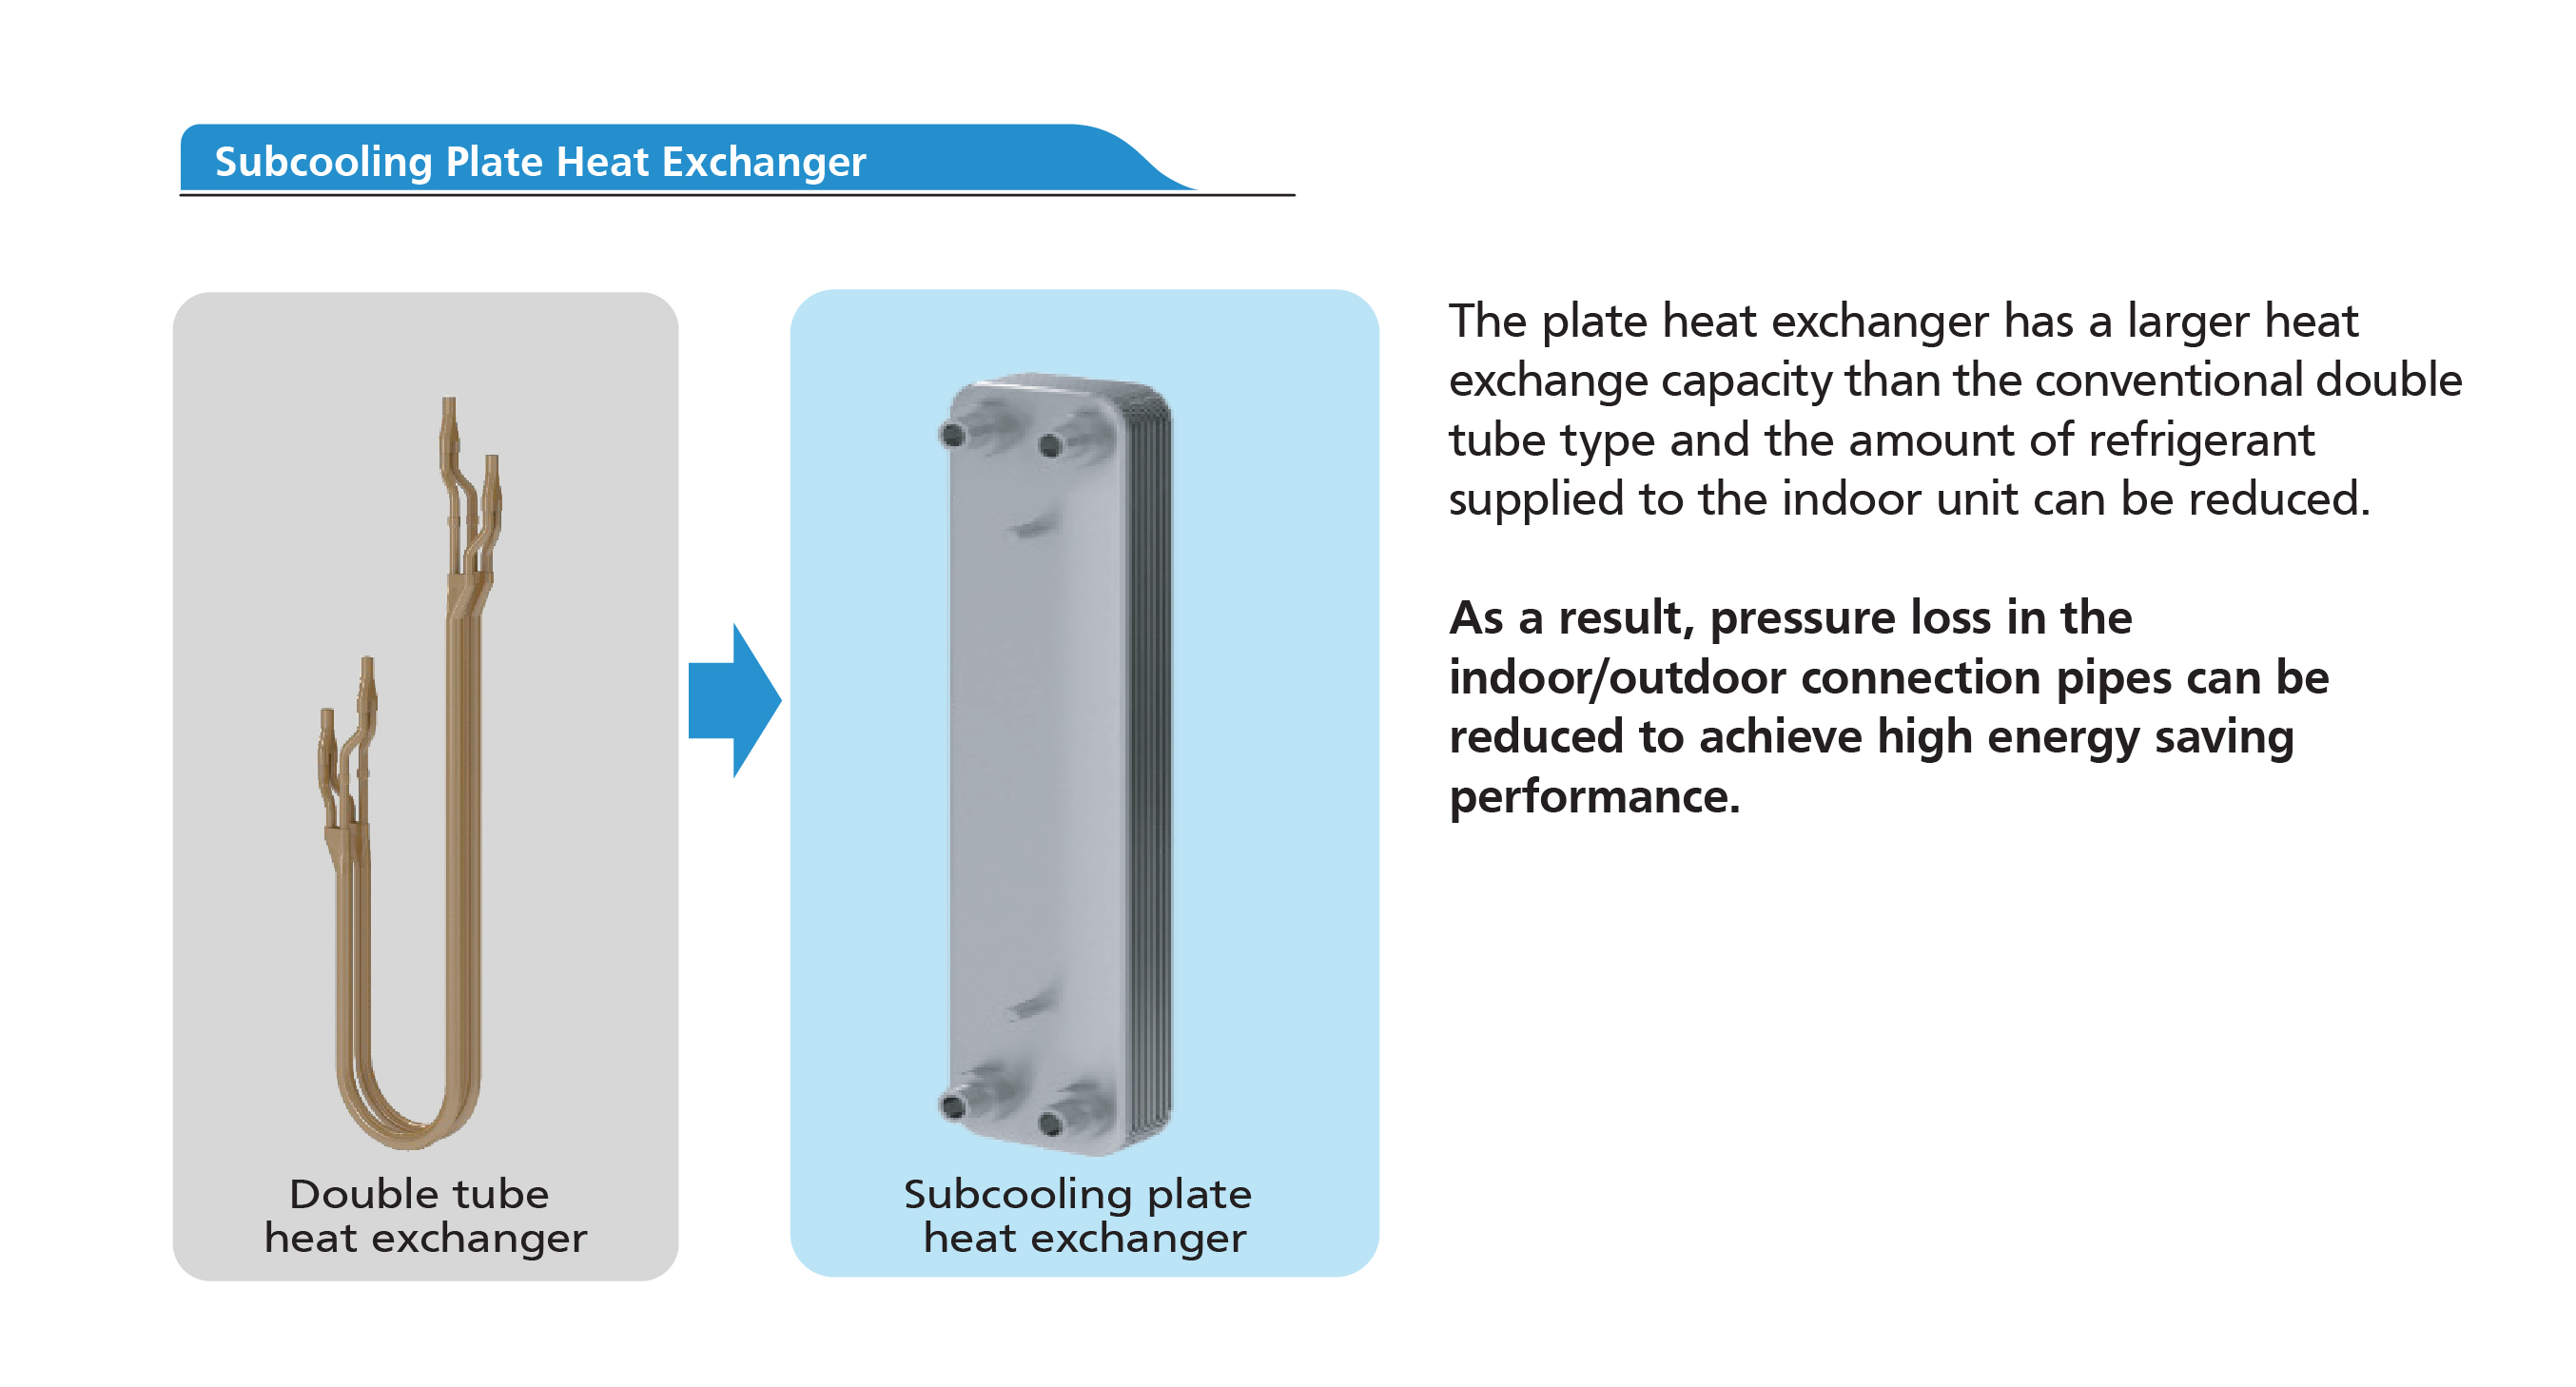 Subcooling Plate Heat Exchanger
The plate heat exchanger has a larger heat
exchange capacity than the conventional double
tube type and the amount of refrigerant
supplied to the indoor unit can be reduced.
As a result, pressure loss in the
indoor/outdoor connection pipes can be
reduced to achieve high energy saving
performance.
Double tube
heat exchanger
Subcooling plate
heat exchanger